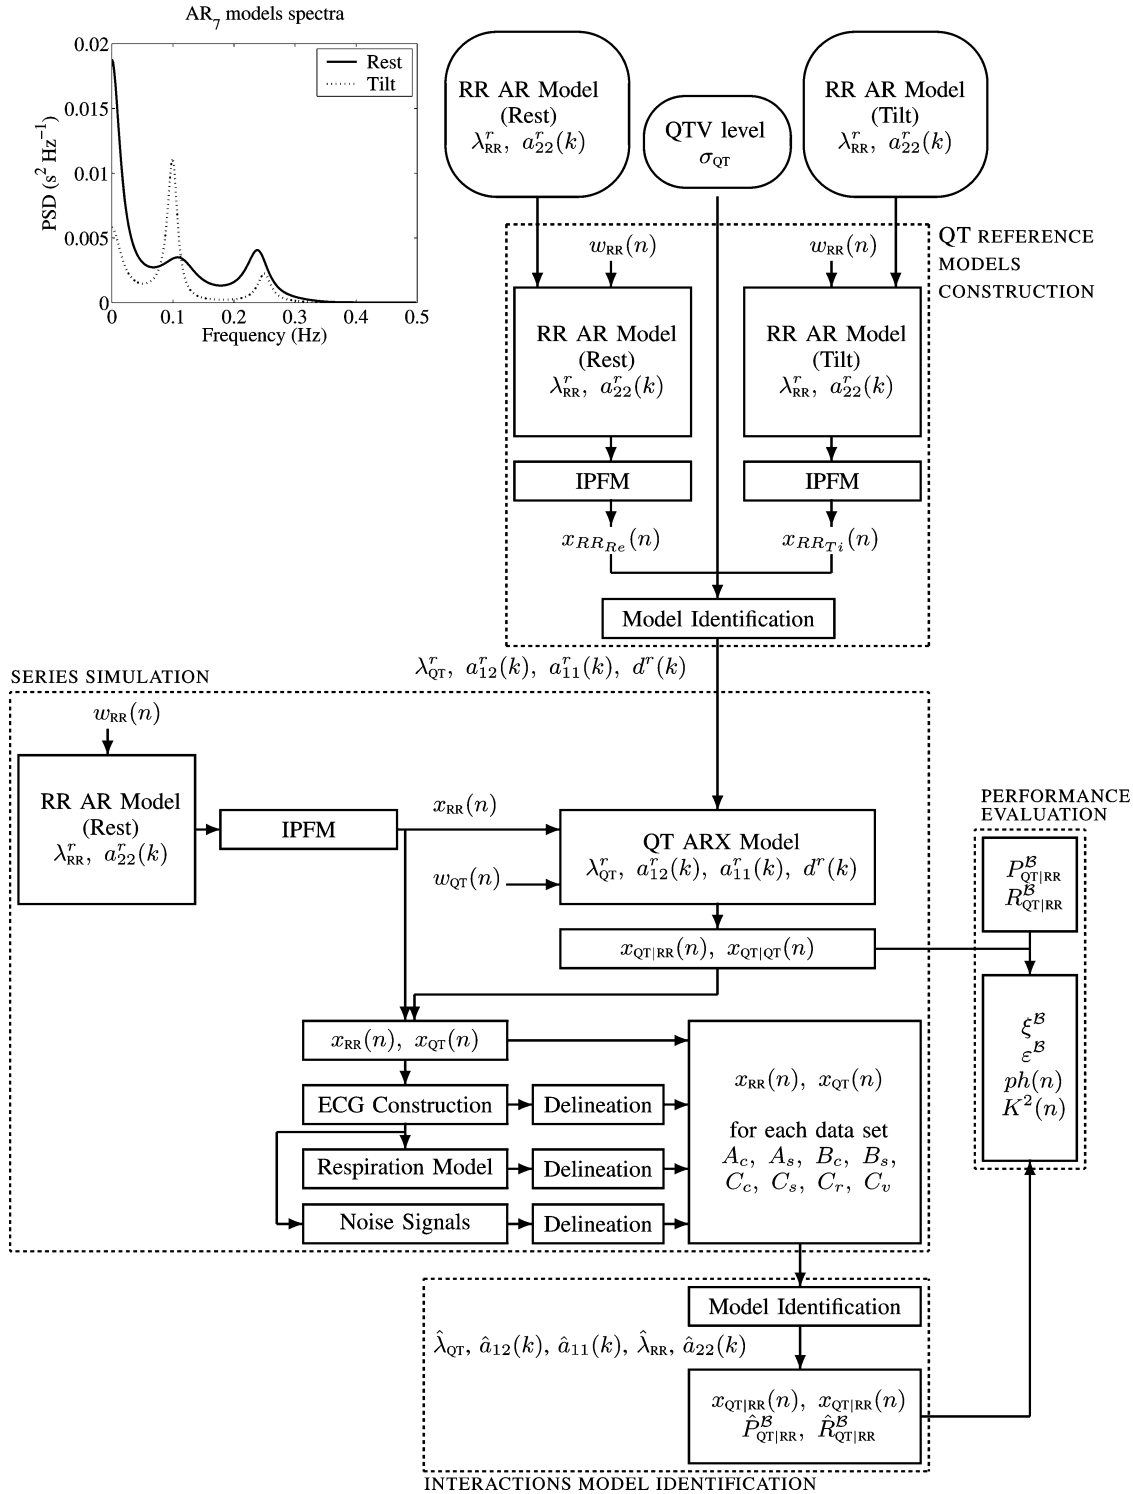 AR₇ models spectra
0.02
0.015
0.01
0.005
0
PSD (s² Hz⁻¹)
Rest
Tilt
0 0.1 0.2 0.3 0.4 0.5
Frequency (Hz)
RR AR Model
(Rest)
λ^r_RR, a^r_22(k)
QTV level
σ_QT
RR AR Model
(Tilt)
λ^r_RR, a^r_22(k)
QT REFERENCE
MODELS
CONSTRUCTION
w_RR(n)
w_RR(n)
RR AR Model
(Rest)
λ^r_RR, a^r_22(k)
RR AR Model
(Tilt)
λ^r_RR, a^r_22(k)
IPFM
IPFM
x_RR_Re(n)
x_RR_Ti(n)
Model Identification
λ^r_QT, a^r_12(k), a^r_11(k), d^r(k)
SERIES SIMULATION
w_RR(n)
RR AR Model
(Rest)
λ^r_RR, a^r_22(k)
IPFM
x_RR(n)
w_QT(n)
QT ARX Model
λ^r_QT, a^r_12(k), a^r_11(k), d^r(k)
x_QT|RR(n), x_QT|QT(n)
PERFORMANCE
EVALUATION
P^ℬ_QT|RR
R^ℬ_QT|RR
ξ^ℬ
ε^ℬ
ph(n)
K²(n)
x_RR(n), x_QT(n)
ECG Construction
Delineation
Respiration Model
Delineation
Noise Signals
Delineation
x_RR(n), x_QT(n)
for each data set
A_c, A_s, B_c, B_s,
C_c, C_s, C_r, C_v
Model Identification
λ̂_QT, â_12(k), â_11(k), λ̂_RR, â_22(k)
x_QT|RR(n), x_QT|RR(n)
P̂^ℬ_QT|RR, R̂^ℬ_QT|RR
INTERACTIONS MODEL IDENTIFICATION